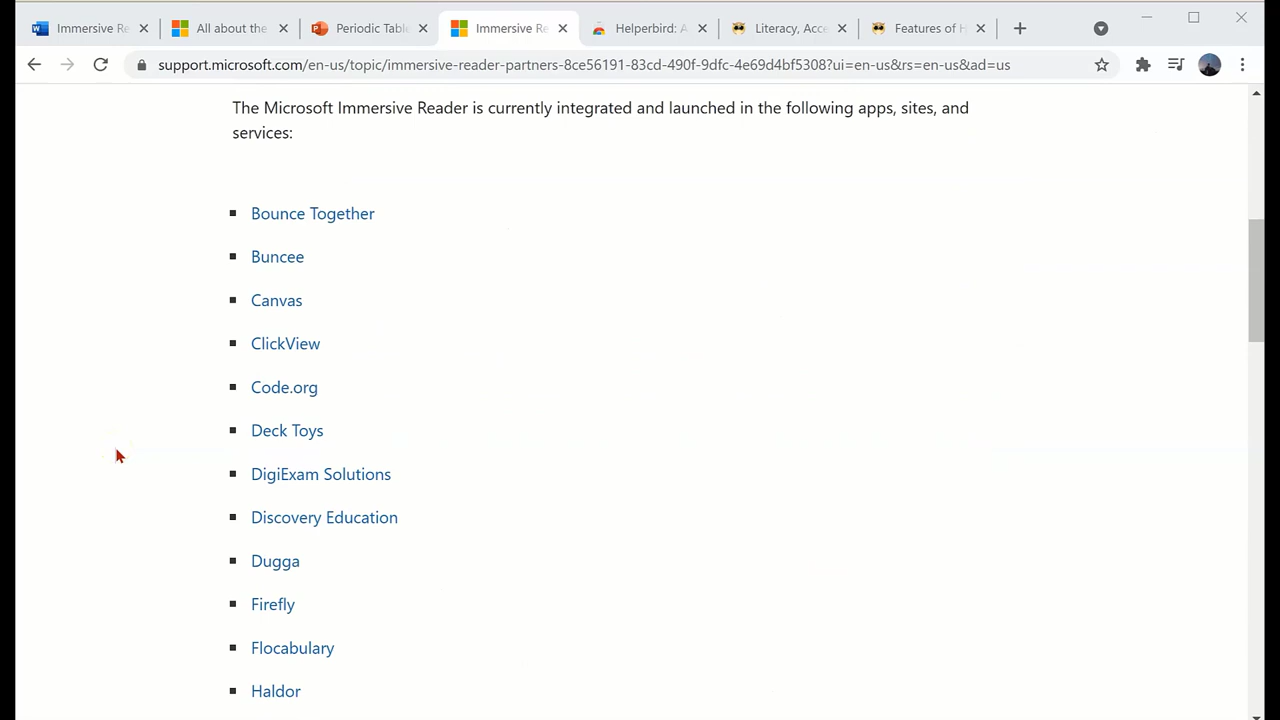 Immersive Re
All about the
Periodic Table
Immersive Re
Helperbird: A
Literacy, Acce
Features of H
support.microsoft.com/en-us/topic/immersive-reader-partners-8ce56191-83cd-490f-9dfc-4e69d4bf5308?ui=en-us&rs=en-us&ad=us
The Microsoft Immersive Reader is currently integrated and launched in the following apps, sites, and
services:
Bounce Together
Buncee
Canvas
ClickView
Code.org
Deck Toys
DigiExam Solutions
Discovery Education
Dugga
Firefly
Flocabulary
Haldor